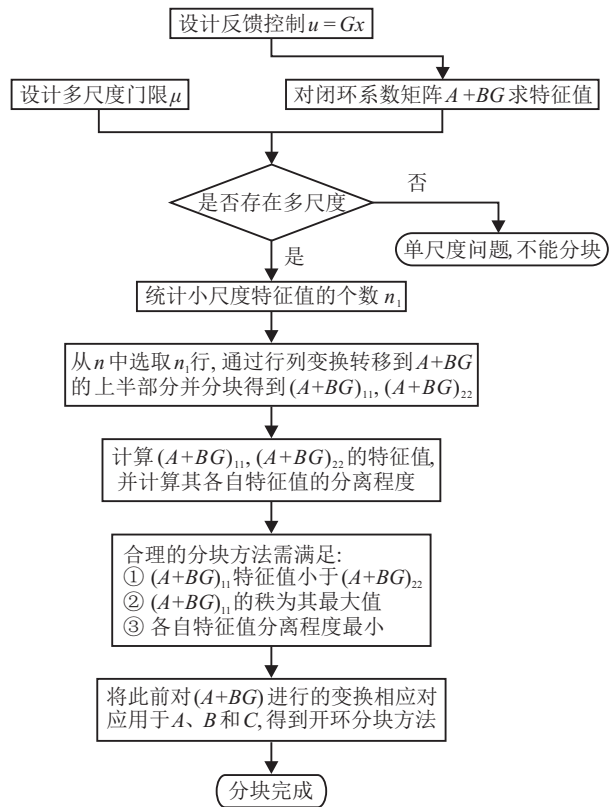 设计反馈控制u = Gx
设计多尺度门限μ
对闭环系数矩阵A+BG求特征值
是否存在多尺度
否
单尺度问题,不能分块
是
统计小尺度特征值的个数n₁
从n中选取n₁行, 通过行列变换转移到A+BG
的上半部分并分块得到(A+BG)₁₁, (A+BG)₂₂
计算(A+BG)₁₁, (A+BG)₂₂的特征值,
并计算其各自特征值的分离程度
合理的分块方法需满足:
① (A+BG)₁₁特征值小于(A+BG)₂₂
② (A+BG)₁₁的秩为其最大值
③ 各自特征值分离程度最小
将此前对(A+BG)进行的变换相应对
应用于A、B和C, 得到开环分块方法
分块完成